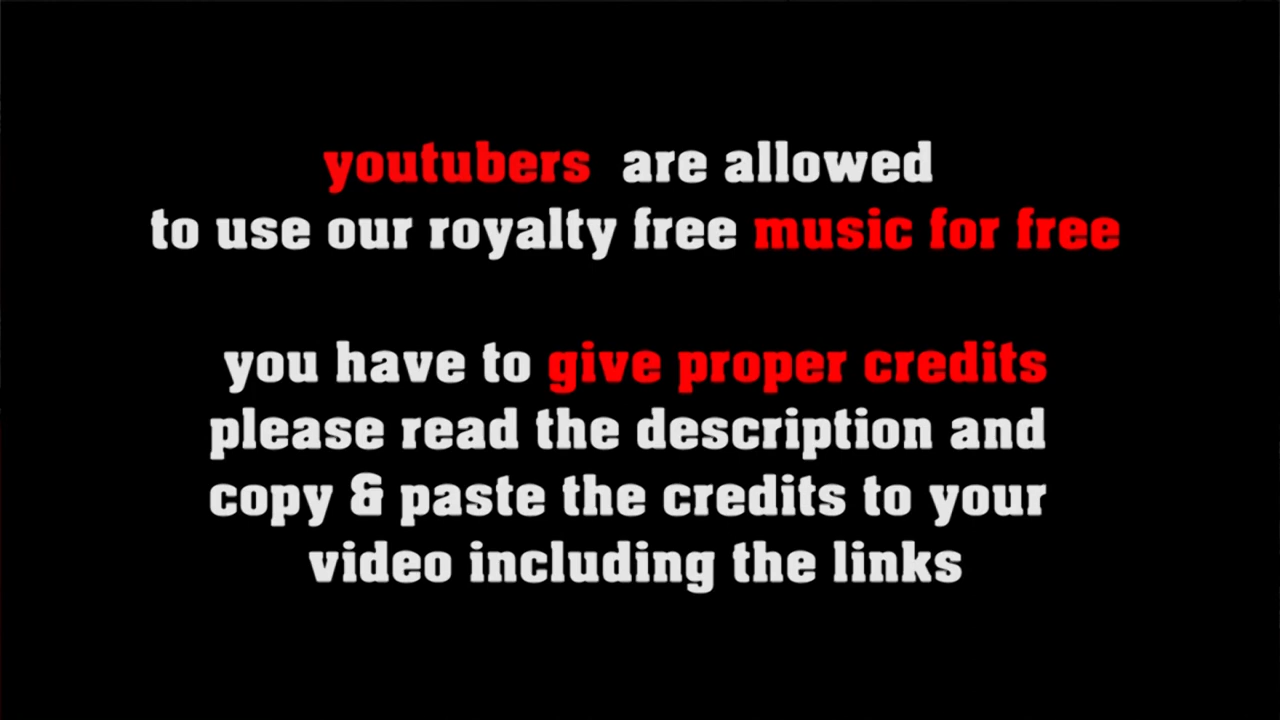 youtubers are allowed
to use our royalty free music for free
you have to give proper credits
please read the description and
copy & paste the credits to your
video including the links